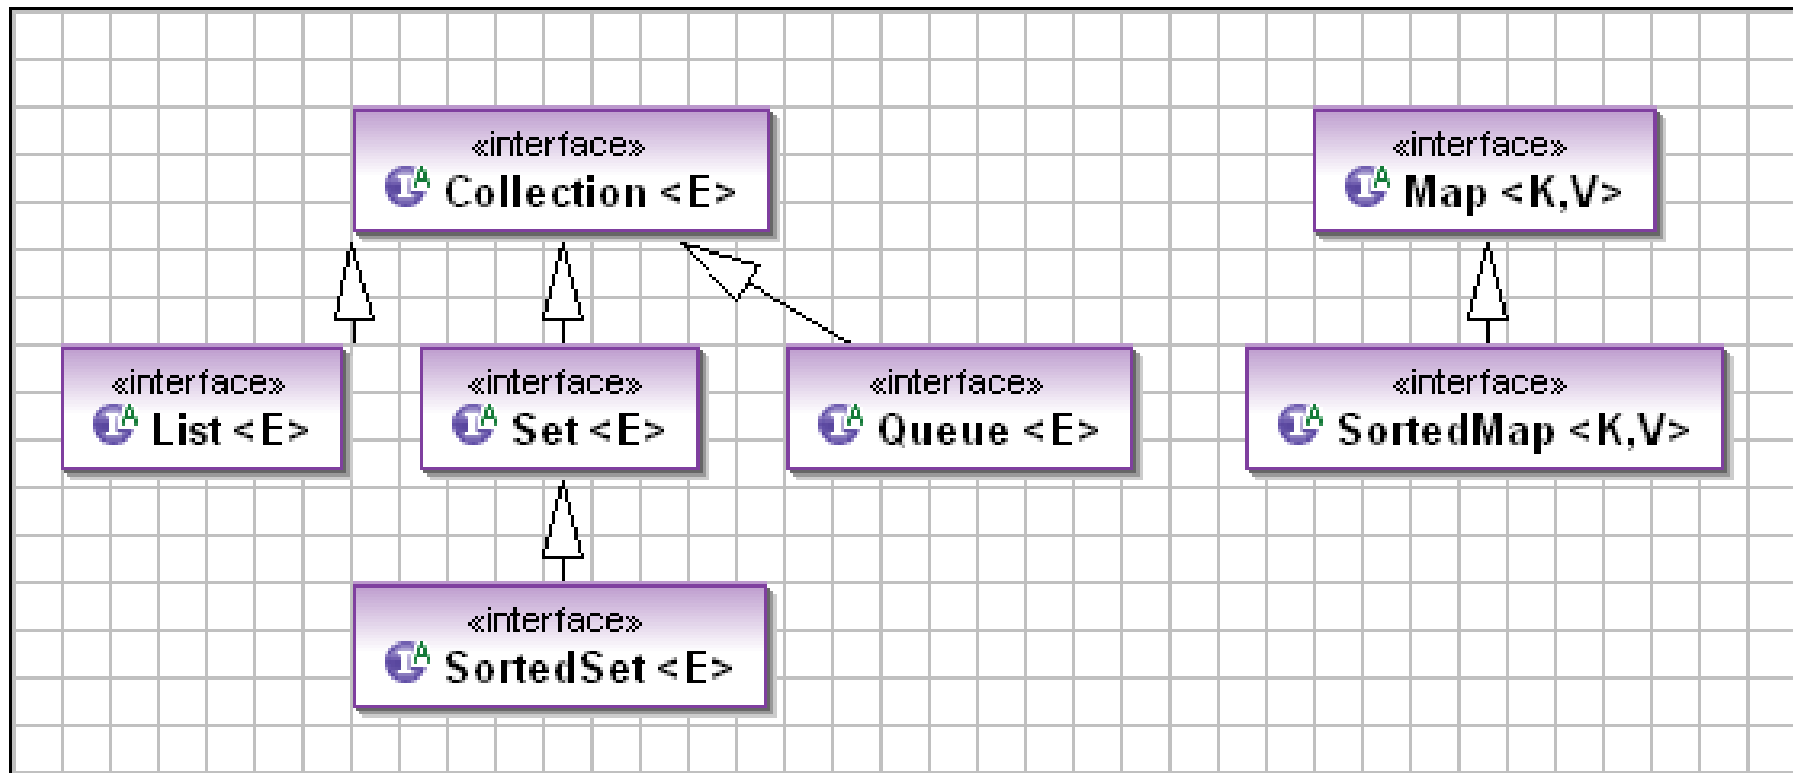 «interface»
Collection <E>
«interface»
Map <K,V>
«interface»
List <E>
«interface»
Set <E>
«interface»
Queue <E>
«interface»
SortedMap <K,V>
«interface»
SortedSet <E>